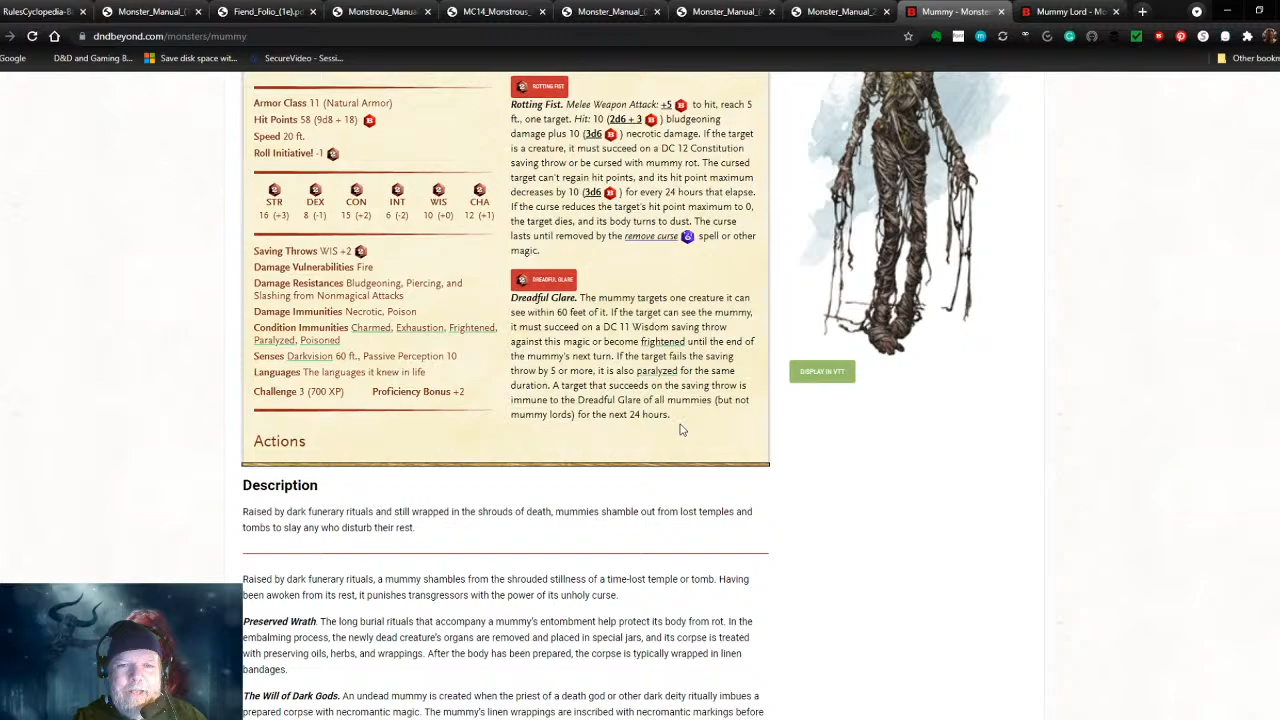 RulesCyclopedia-B:
Monster_Manual_(
Fiend_Folio_(1e).p
Monstrous_Manua
MC14_Monstrous_
Monster_Manual_(
Monster_Manual_(
Monster_Manual_2
Mummy - Monste
Mummy Lord - Mo
dndbeyond.com/monsters/mummy
Google
D&D and Gaming B...
Save disk space wit...
SecureVideo - Sessi...
Other bookn
Armor Class 11 (Natural Armor)
Hit Points 58 (9d8 + 18)
Speed 20 ft.
Roll Initiative! -1
STR DEX CON INT WIS CHA
16 (+3) 8 (-1) 15 (+2) 6 (-2) 10 (+0) 12 (+1)
Saving Throws WIS +2
Damage Vulnerabilities Fire
Damage Resistances Bludgeoning, Piercing, and
Slashing from Nonmagical Attacks
Damage Immunities Necrotic, Poison
Condition Immunities Charmed, Exhaustion, Frightened,
Paralyzed, Poisoned
Senses Darkvision 60 ft., Passive Perception 10
Languages The languages it knew in life
Challenge 3 (700 XP) Proficiency Bonus +2
Actions
ROTTING FIST
Rotting Fist. Melee Weapon Attack: +5 to hit, reach 5
ft., one target. Hit: 10 (2d6 + 3) bludgeoning
damage plus 10 (3d6) necrotic damage. If the target
is a creature, it must succeed on a DC 12 Constitution
saving throw or be cursed with mummy rot. The cursed
target can't regain hit points, and its hit point maximum
decreases by 10 (3d6) for every 24 hours that elapse.
If the curse reduces the target's hit point maximum to 0,
the target dies, and its body turns to dust. The curse
lasts until removed by the remove curse spell or other
magic.
DREADFUL GLARE
Dreadful Glare. The mummy targets one creature it can
see within 60 feet of it. If the target can see the mummy,
it must succeed on a DC 11 Wisdom saving throw
against this magic or become frightened until the end of
the mummy's next turn. If the target fails the saving
throw by 5 or more, it is also paralyzed for the same
duration. A target that succeeds on the saving throw is
immune to the Dreadful Glare of all mummies (but not
mummy lords) for the next 24 hours.
DISPLAY IN VTT
Description
Raised by dark funerary rituals and still wrapped in the shrouds of death, mummies shamble out from lost temples and
tombs to slay any who disturb their rest.
Raised by dark funerary rituals, a mummy shambles from the shrouded stillness of a time-lost temple or tomb. Having
been awoken from its rest, it punishes transgressors with the power of its unholy curse.
Preserved Wrath. The long burial rituals that accompany a mummy's entombment help protect its body from rot. In the
embalming process, the newly dead creature's organs are removed and placed in special jars, and its corpse is treated
with preserving oils, herbs, and wrappings. After the body has been prepared, the corpse is typically wrapped in linen
bandages.
The Will of Dark Gods. An undead mummy is created when the priest of a death god or other dark deity ritually imbues a
prepared corpse with necromantic magic. The mummy's linen wrappings are inscribed with necromantic markings before